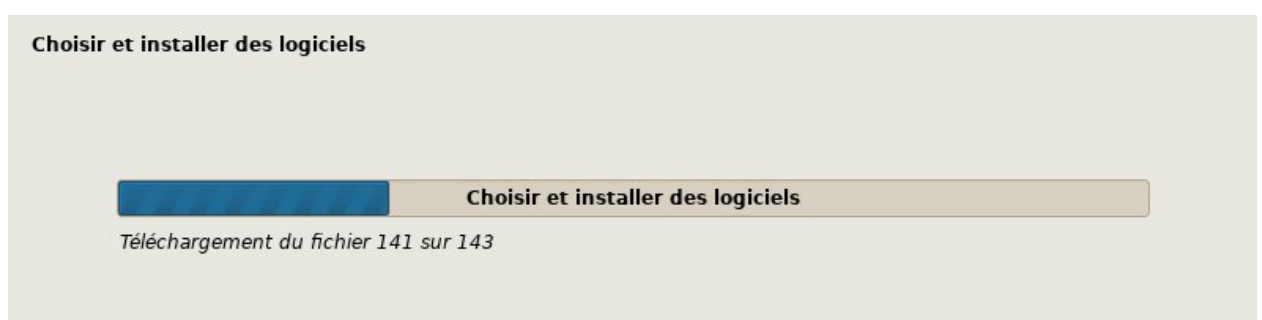 Choisir et installer des logiciels
Choisir et installer des logiciels
Téléchargement du fichier 141 sur 143